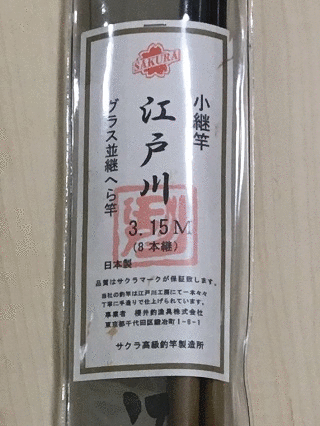 SAKURA
小継竿
江戸川
グラス並継へら竿
3.15M
(8本継)
日本製
品質はサクラマークが保証致します。
当社の釣竿は江戸川工園にて一本々々
丁寧に手造りで仕上げられています。
事業者 櫻井釣漁具株式会社
東京都千代田区鍛冶町1-8-1
サクラ高級釣竿製造所